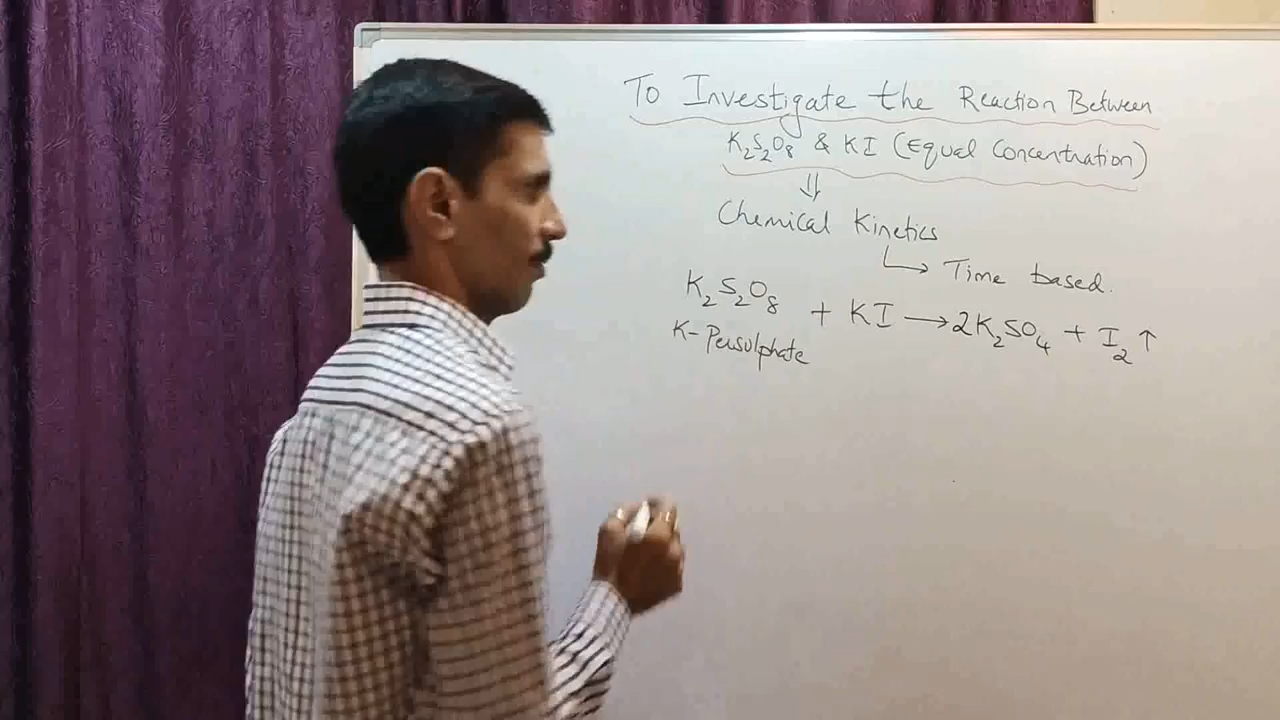 To Investigate the Reaction Between
K₂S₂O₈ & KI (Equal Concentration)
⇓
Chemical Kinetics
↳ Time based.
K₂S₂O₈ + KI → 2K₂SO₄ + I₂ ↑
K-Persulphate